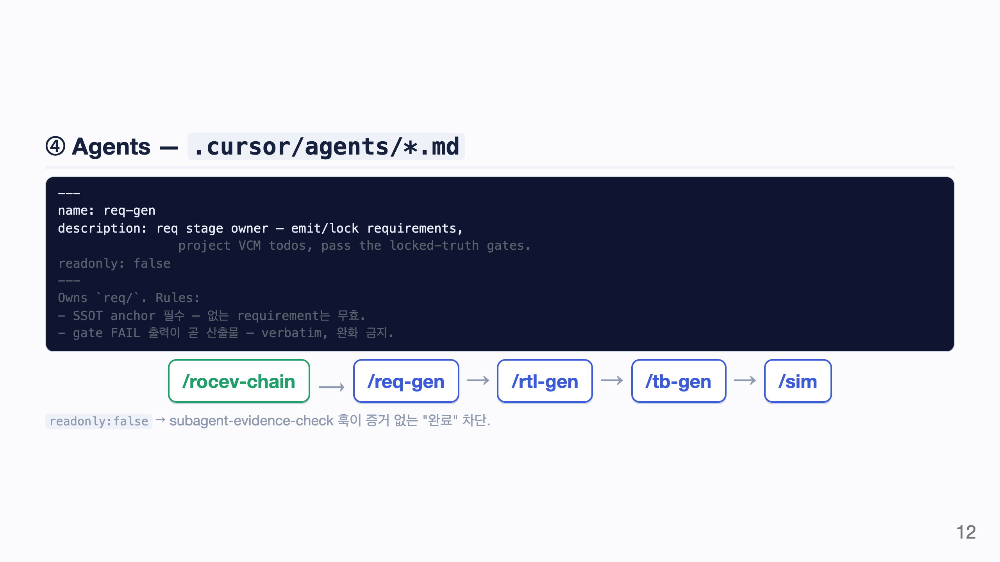 ④ Agents — .cursor/agents/*.md
---
name: req-gen
description: req stage owner — emit/lock requirements,
project VCM todos, pass the locked-truth gates.
readonly: false
---
Owns `req/`. Rules:
- SSOT anchor 필수 — 없는 requirement는 무효.
- gate FAIL 출력이 곧 산출물 — verbatim, 완화 금지.
/rocev-chain → /req-gen → /rtl-gen → /tb-gen → /sim
readonly:false → subagent-evidence-check 훅이 증거 없는 "완료" 차단.
12